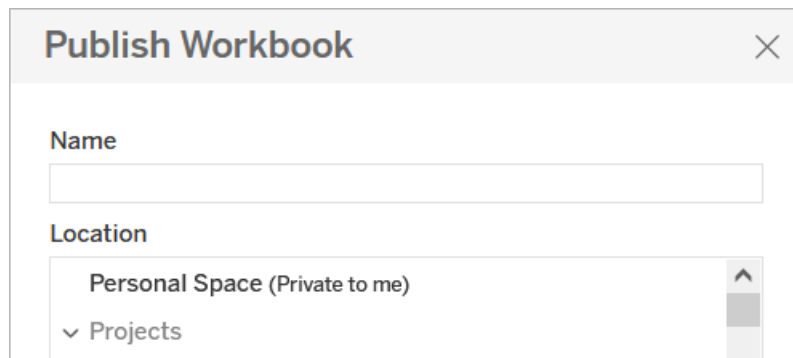 Publish Workbook
Name
Location
Personal Space (Private to me)
Projects